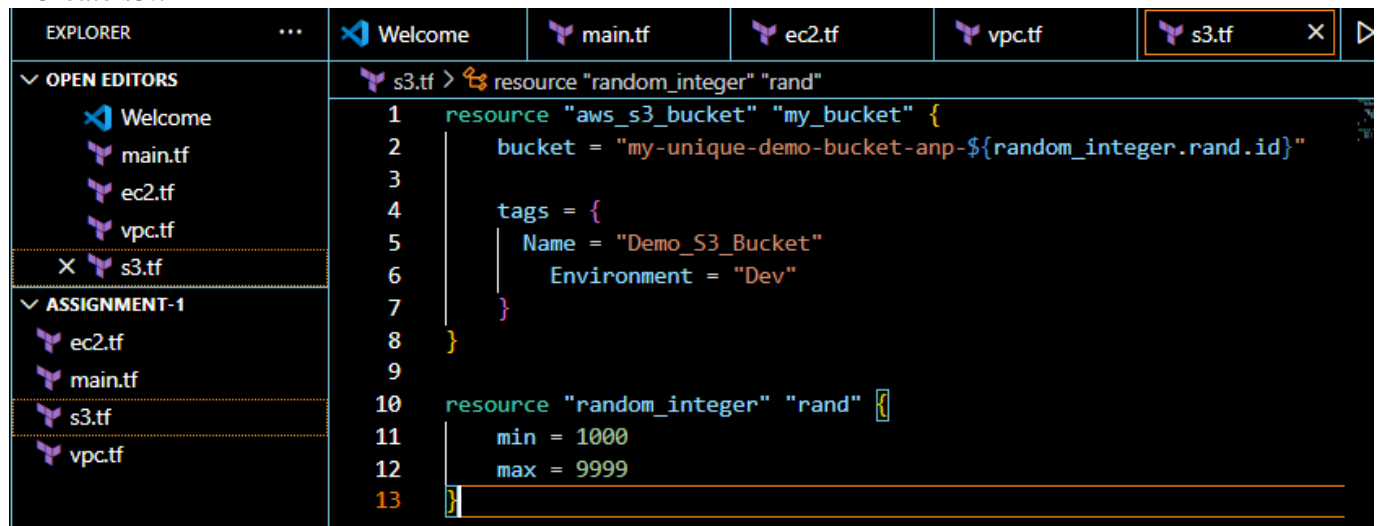 EXPLORER ...
Welcome main.tf ec2.tf vpc.tf s3.tf
OPEN EDITORS
Welcome
main.tf
ec2.tf
vpc.tf
s3.tf
ASSIGNMENT-1
ec2.tf
main.tf
s3.tf
vpc.tf
s3.tf > resource "random_integer" "rand"
1 resource "aws_s3_bucket" "my_bucket" {
2 bucket = "my-unique-demo-bucket-anp-${random_integer.rand.id}"
3
4 tags = {
5 Name = "Demo_S3_Bucket"
6 Environment = "Dev"
7 }
8 }
9
10 resource "random_integer" "rand" {
11 min = 1000
12 max = 9999
13 }